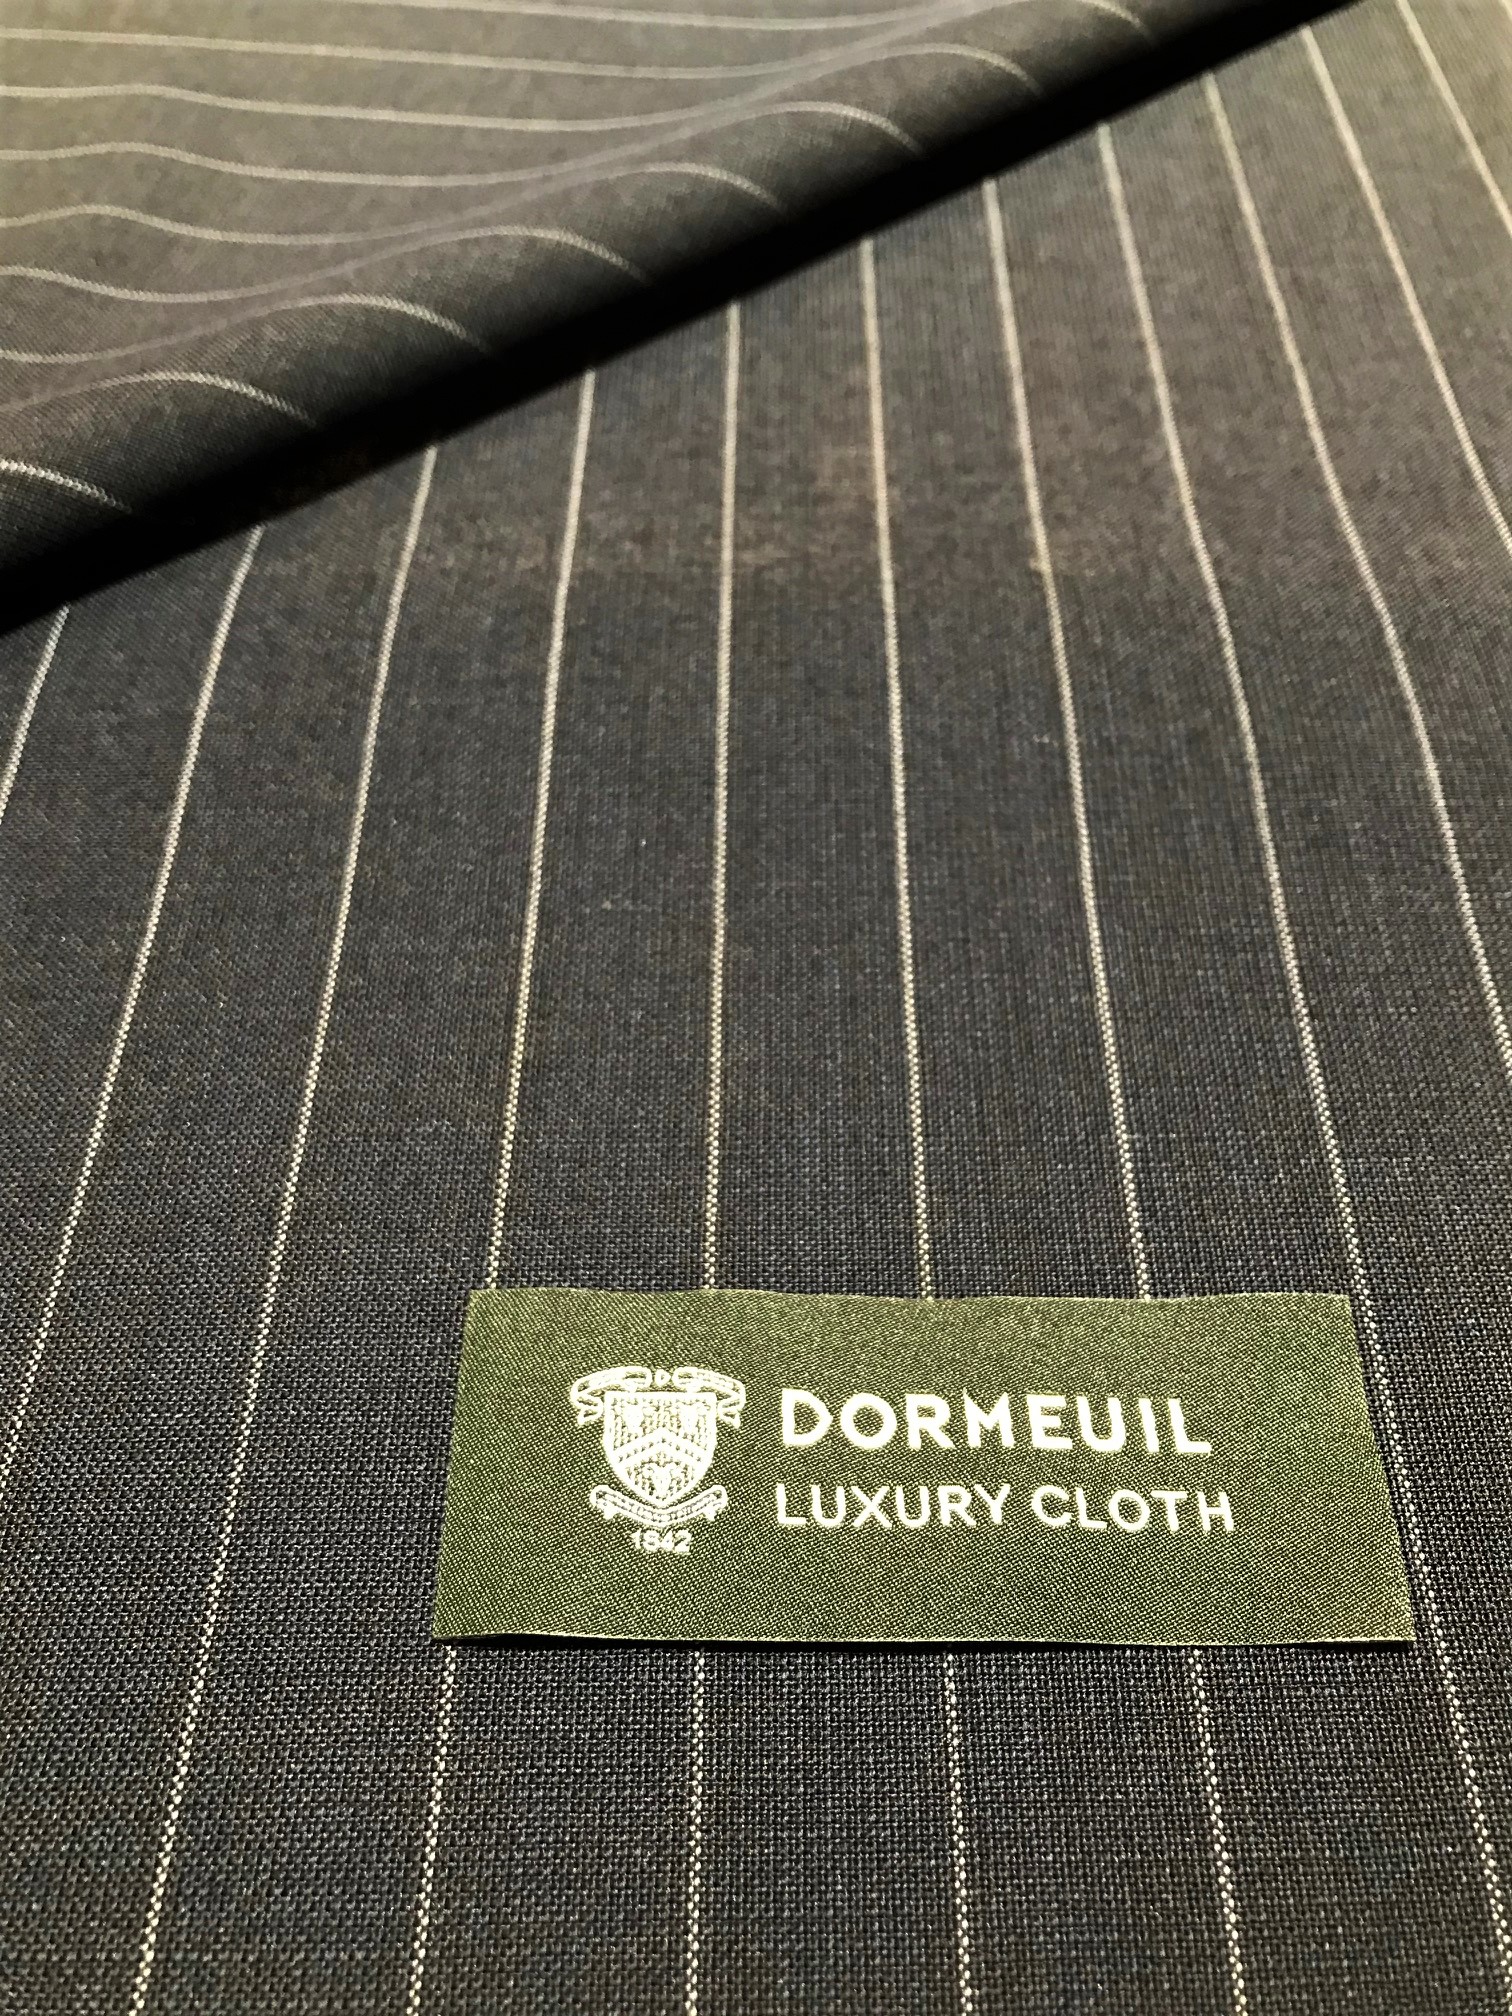 D
DORMEUIL
LUXURY CLOTH
1842